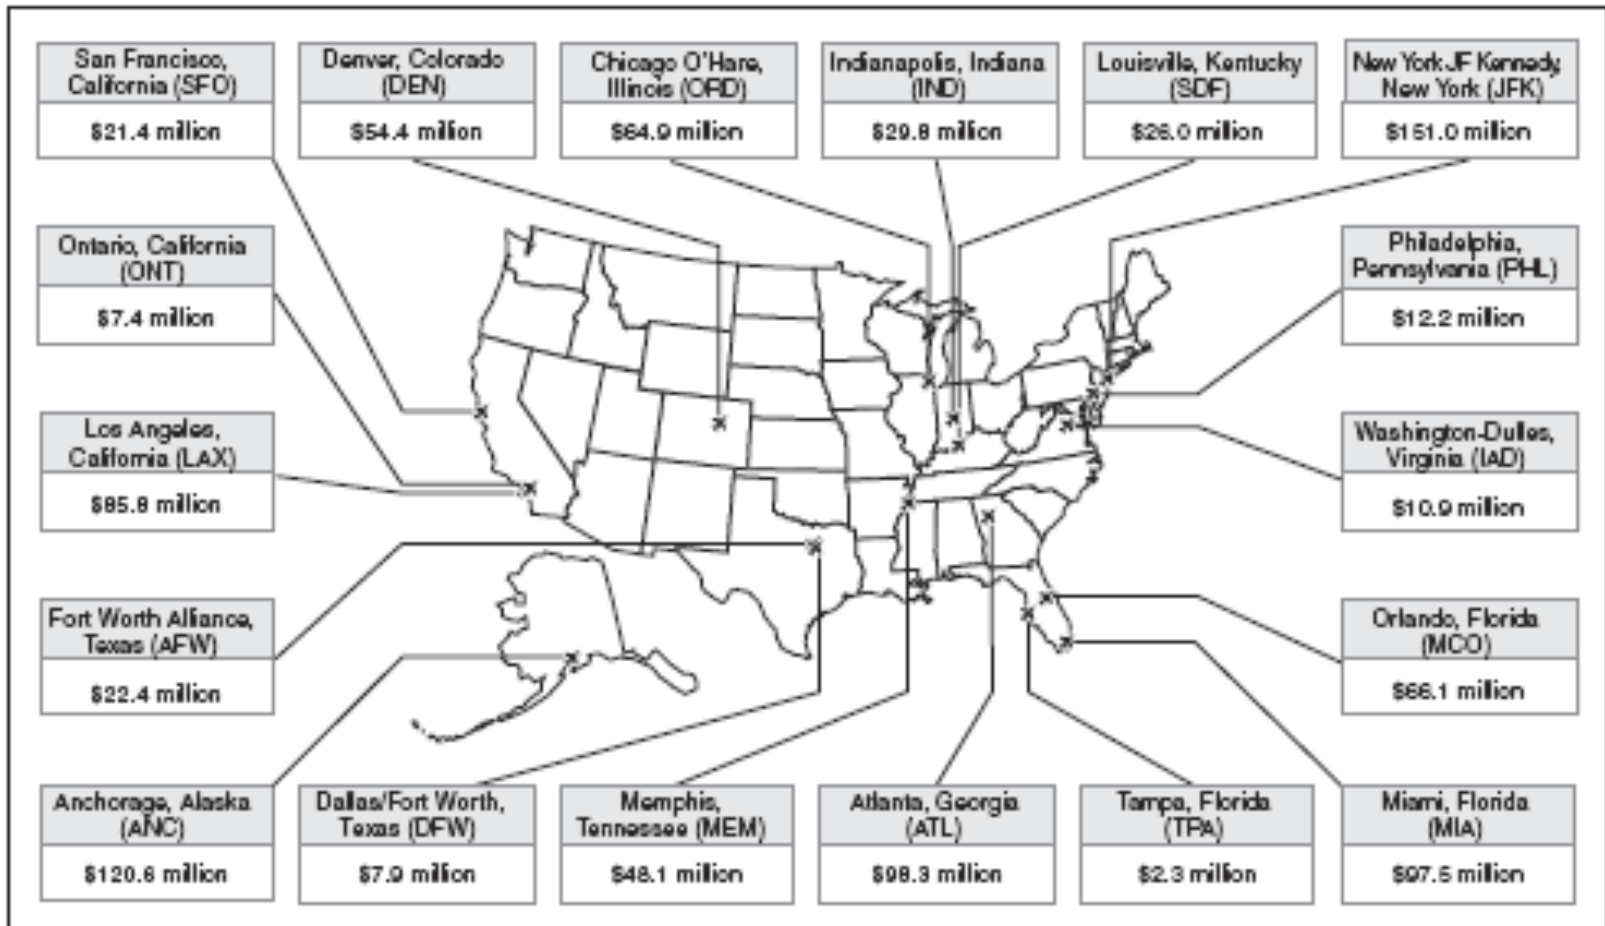 San Francisco,
California (SFO)
$21.4 million
Denver, Colorado
(DEN)
$54.4 million
Chicago O'Hare,
Illinois (ORD)
$64.9 million
Indianapolis, Indiana
(IND)
$29.8 million
Louisville, Kentucky
(SDF)
$26.0 million
New York JF Kennedy,
New York (JFK)
$151.0 million
Ontario, California
(ONT)
$7.4 million
Philadelphia,
Pennsylvania (PHL)
$12.2 million
Los Angeles,
California (LAX)
$85.8 million
Washington-Dulles,
Virginia (IAD)
$10.9 million
Fort Worth Alliance,
Texas (AFW)
$22.4 million
Orlando, Florida
(MCO)
$66.1 million
Anchorage, Alaska
(ANC)
$120.6 million
Dallas/Fort Worth,
Texas (DFW)
$7.9 million
Memphis,
Tennessee (MEM)
$48.1 million
Atlanta, Georgia
(ATL)
$98.3 million
Tampa, Florida
(TPA)
$2.3 million
Miami, Florida
(MIA)
$97.5 million